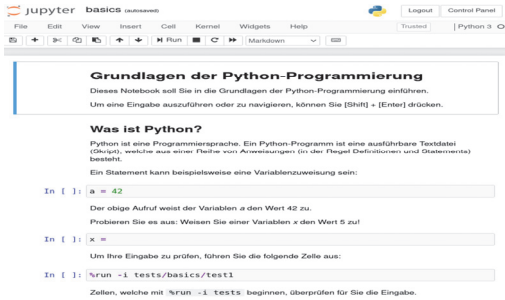 jupyter basics (autosaved) Logout Control Panel
File Edit View Insert Cell Kernel Widgets Help Trusted Python 3
Run Markdown
Grundlagen der Python-Programmierung
Dieses Notebook soll Sie in die Grundlagen der Python-Programmierung einführen.
Um eine Eingabe auszuführen oder zu navigieren, können Sie [Shift] + [Enter] drücken.
Was ist Python?
Python ist eine Programmiersprache. Ein Python-Programm ist eine ausführbare Textdatei
(Skript), welche aus einer Reihe von Anweisungen (in der Regel Definitionen und Statements)
besteht.
Ein Statement kann beispielsweise eine Variablenzuweisung sein:
In [ ]: a = 42
Der obige Aufruf weist der Variablen a den Wert 42 zu.
Probieren Sie es aus: Weisen Sie einer Variablen x den Wert 5 zu!
In [ ]: x =
Um Ihre Eingabe zu prüfen, führen Sie die folgende Zelle aus:
In [ ]: %run -i tests/basics/test1
Zellen, welche mit %run -i tests beginnen, überprüfen für Sie die Eingabe.